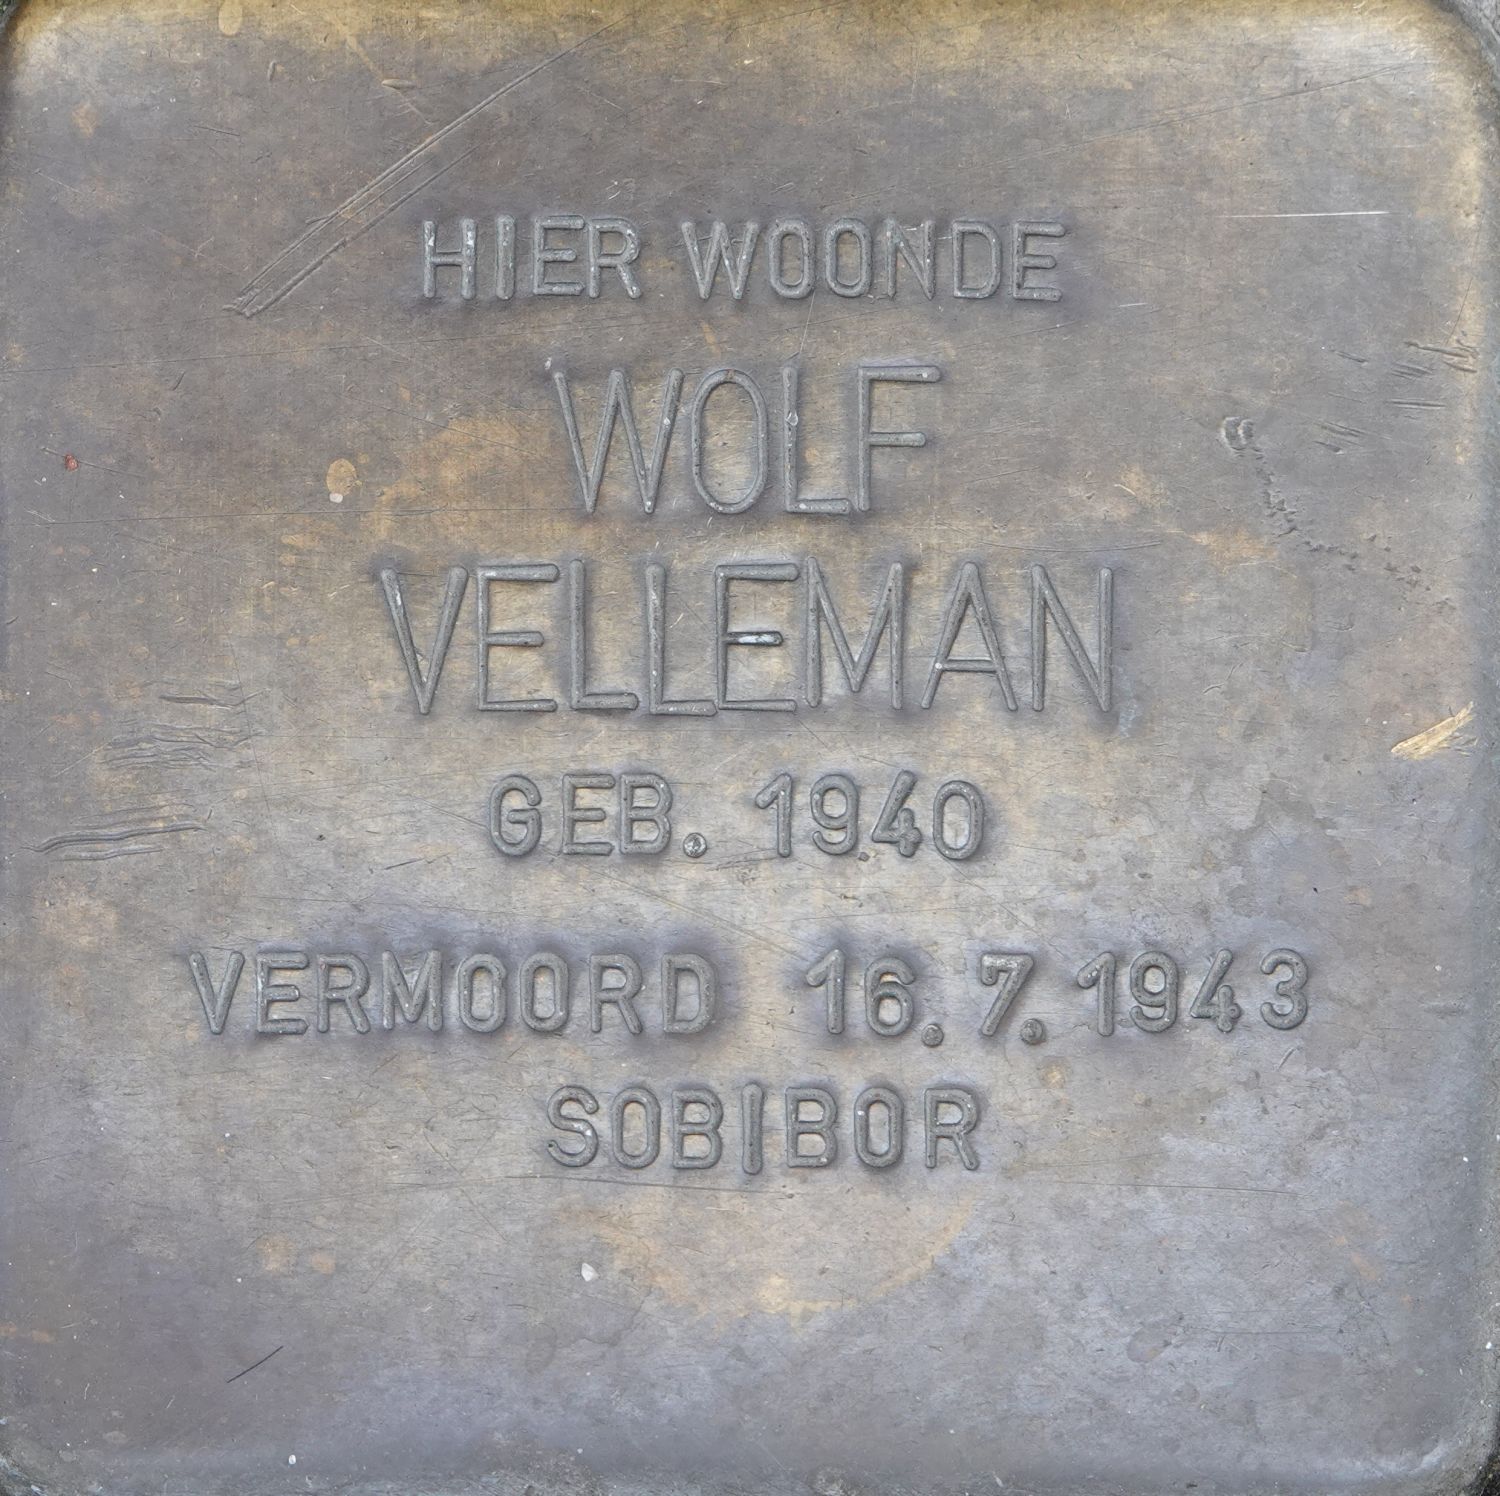 HIER WOONDE
WOLF
VELLEMAN
GEB. 1940
VERMOORD 16.7.1943
SOBIBOR